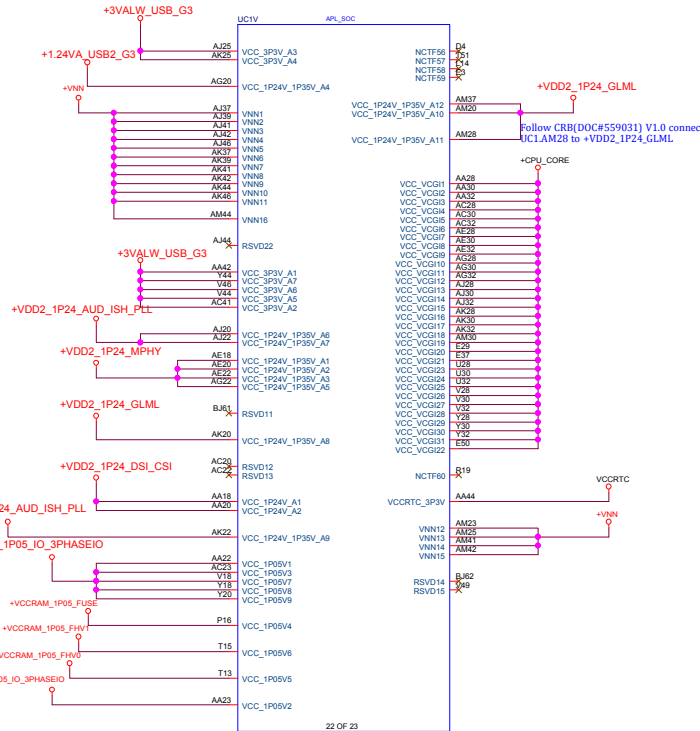 +3VALW_USB_G3
UC1V
APL_SOC
AJ25 VCC_3P3V_A3
AK25 VCC_3P3V_A4
+1.24VA_USB2_G3
AG20 VCC_1P24V_1P35V_A4
+VNN
AJ37 VNN1
AJ39 VNN2
AJ41 VNN3
AJ42 VNN4
AJ46 VNN5
AK37 VNN6
AK39 VNN7
AK41 VNN8
AK42 VNN9
AK44 VNN10
AK46 VNN11
AM44 VNN16
AJ44 RSVD22
+3VALW_USB_G3
AA42 VCC_3P3V_A1
Y44 VCC_3P3V_A7
V46 VCC_3P3V_A6
V44 VCC_3P3V_A5
AC41 VCC_3P3V_A2
+VDD2_1P24_AUD_ISH_PLL
AJ20 VCC_1P24V_1P35V_A6
AJ22 VCC_1P24V_1P35V_A7
+VDD2_1P24_MPHY
AE18 VCC_1P24V_1P35V_A1
AE20 VCC_1P24V_1P35V_A2
AE22 VCC_1P24V_1P35V_A3
AG22 VCC_1P24V_1P35V_A5
+VDD2_1P24_GLML
BJ61 RSVD11
AK20 VCC_1P24V_1P35V_A8
+VDD2_1P24_DSI_CSI
AC20 RSVD12
AC22 RSVD13
AA18 VCC_1P24V_A1
AA20 VCC_1P24V_A2
24_AUD_ISH_PLL
AK22 VCC_1P24V_1P35V_A9
_1P05_IO_3PHASEIO
AA22 VCC_1P05V1
AC23 VCC_1P05V3
V18 VCC_1P05V7
Y18 VCC_1P05V8
Y20 VCC_1P05V9
+VCCRAM_1P05_FUSE
P16 VCC_1P05V4
+VCCRAM_1P05_FHV1
T15 VCC_1P05V6
VCCRAM_1P05_FHV0
T13 VCC_1P05V5
05_IO_3PHASEIO
AA23 VCC_1P05V2
NCTF56 D4
NCTF57
NCTF58
NCTF59 E3
+VDD2_1P24_GLML
VCC_1P24V_1P35V_A12 AM37
VCC_1P24V_1P35V_A10 AM20
VCC_1P24V_1P35V_A11 AM28
Follow CRB(DOC#559031) V1.0 connec
UC1.AM28 to +VDD2_1P24_GLML
+CPU_CORE
VCC_VCGI1 AA28
VCC_VCGI2 AA30
VCC_VCGI3 AA32
VCC_VCGI4 AC28
VCC_VCGI5 AC30
VCC_VCGI6 AC32
VCC_VCGI7 AE28
VCC_VCGI8 AE30
VCC_VCGI9 AE32
VCC_VCGI10 AG28
VCC_VCGI11 AG30
VCC_VCGI12 AG32
VCC_VCGI13 AJ28
VCC_VCGI14 AJ30
VCC_VCGI15 AJ32
VCC_VCGI16 AK28
VCC_VCGI17 AK30
VCC_VCGI18 AK32
VCC_VCGI19 AM30
VCC_VCGI20 E29
VCC_VCGI21 E37
VCC_VCGI23 U28
VCC_VCGI24 U30
VCC_VCGI25 U32
VCC_VCGI26 V28
VCC_VCGI27 V30
VCC_VCGI28 V32
VCC_VCGI29 Y28
VCC_VCGI30 Y30
VCC_VCGI31 Y32
VCC_VCGI22 E50
NCTF60 R19
VCCRTC
VCCRTC_3P3V AA44
+VNN
VNN12 AM23
VNN13 AM25
VNN14 AM41
VNN15 AM42
RSVD14 BJ62
RSVD15 V49
22 OF 23